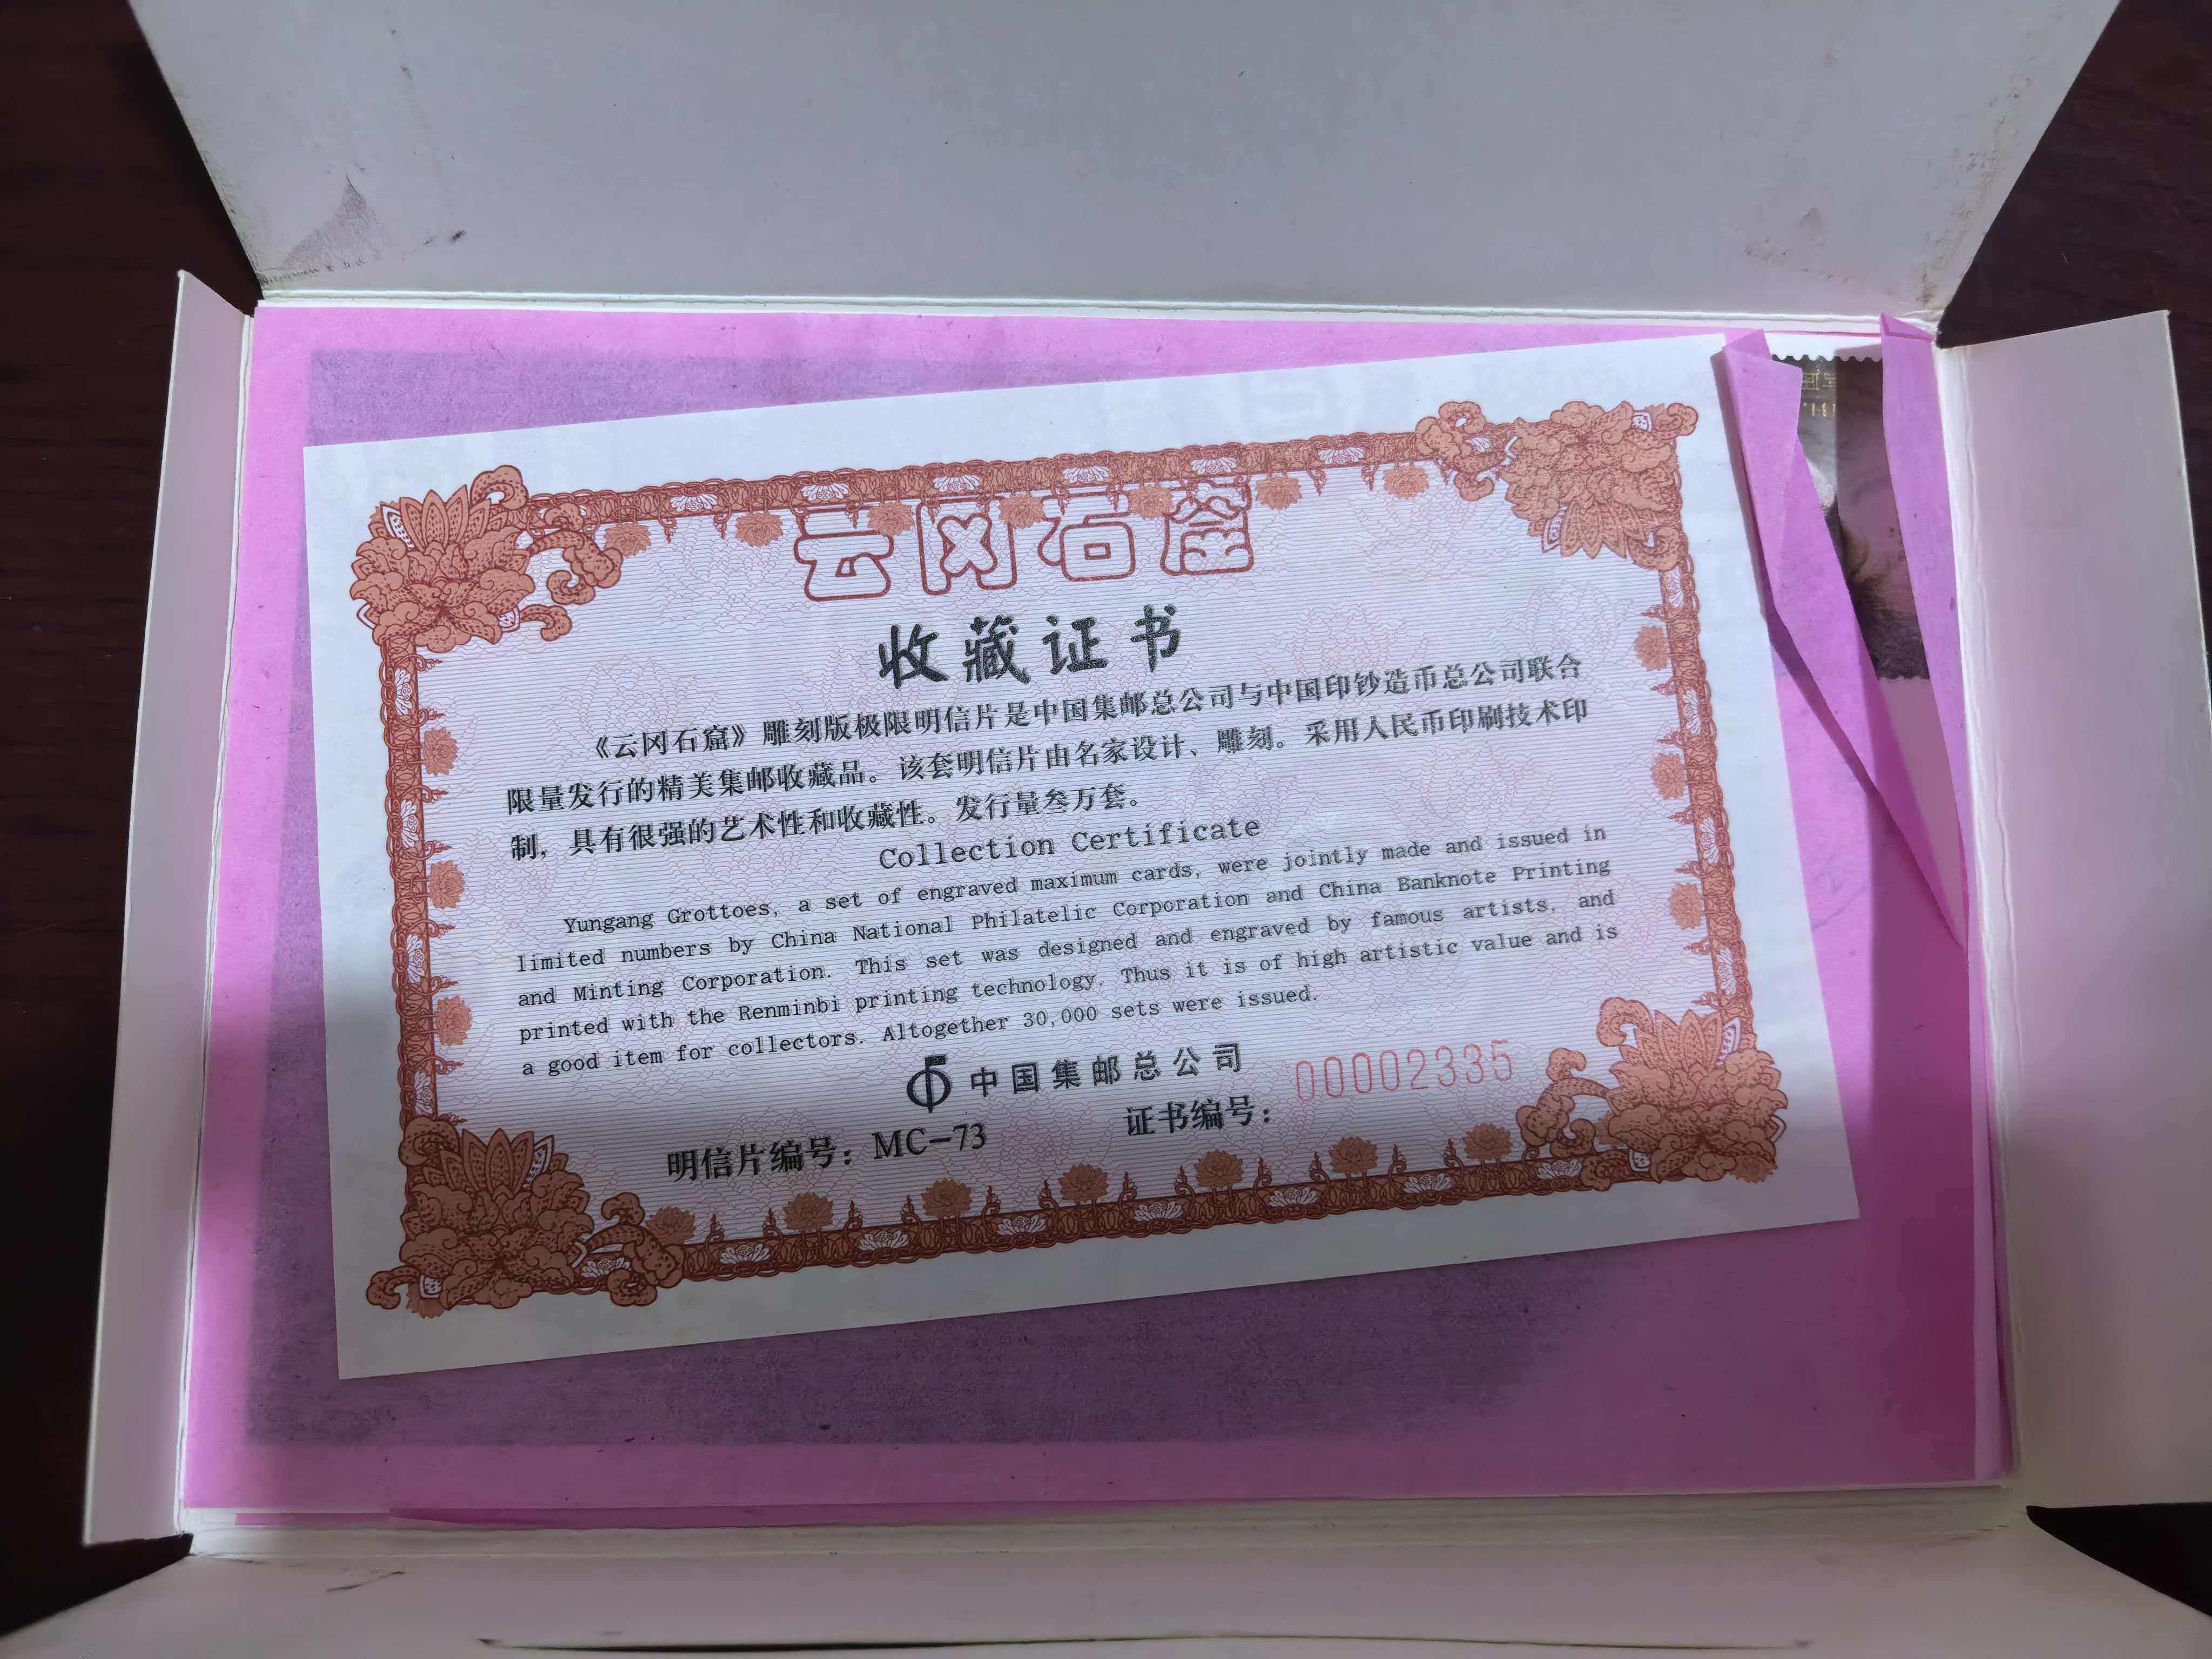 云冈石窟
收藏证书
《云冈石窟》雕刻版极限明信片是中国集邮总公司与中国印钞造币总公司联合
限量发行的精美集邮收藏品。该套明信片由名家设计、雕刻。采用人民币印刷技术印
制，具有很强的艺术性和收藏性。发行量叁万套。
Collection Certificate
Yungang Grottoes, a set of engraved maximum cards, were jointly made and issued in
limited numbers by China National Philatelic Corporation and China Banknote Printing
and Minting Corporation. This set was designed and engraved by famous artists, and
printed with the Renminbi printing technology. Thus it is of high artistic value and is
a good item for collectors. Altogether 30,000 sets were issued.
中国集邮总公司
明信片编号：MC-73
证书编号：00002335